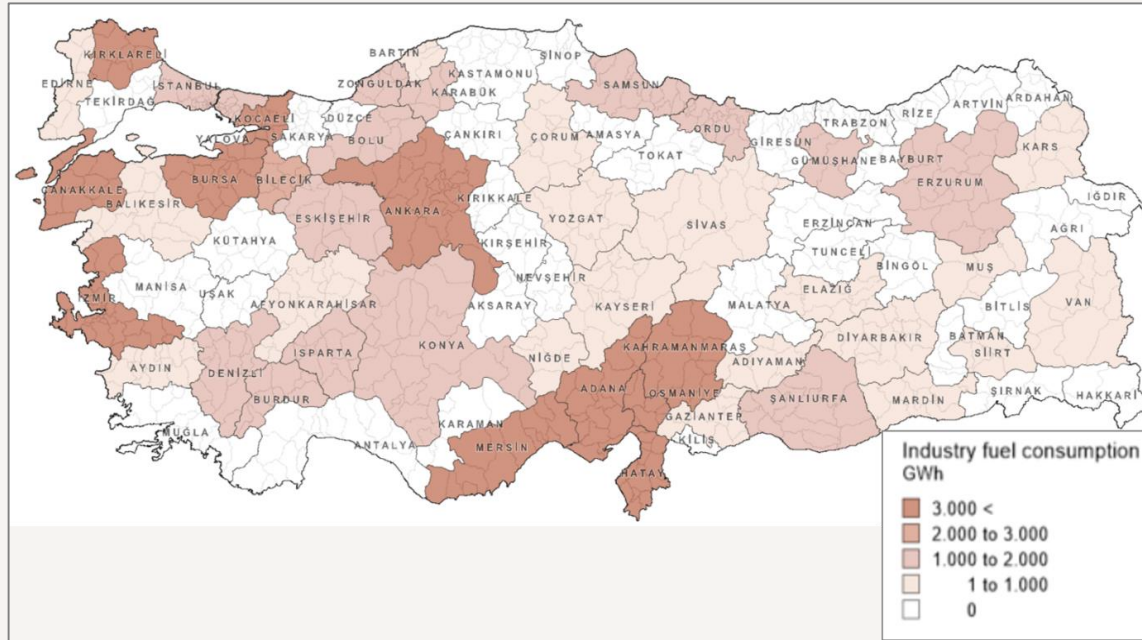 KIRKLARELİ
EDİRNE
TEKİRDAĞ
İSTANBUL
KOCAELİ
YALOVA
SAKARYA
DÜZCE
BOLU
ZONGULDAK
BARTIN
KARABÜK
KASTAMONU
SİNOP
ÇANKIRI
SAMSUN
ORDU
ÇORUM
AMASYA
TOKAT
GİRESUN
TRABZON
GÜMÜŞHANE
BAYBURT
RİZE
ARTVİN
ARDAHAN
KARS
ERZURUM
IĞDIR
AĞRI
ÇANAKKALE
BALIKESİR
BURSA
BİLECİK
ESKİŞEHİR
KÜTAHYA
ANKARA
KIRIKKALE
KIRŞEHİR
YOZGAT
SİVAS
ERZİNCAN
TUNCELİ
BİNGÖL
MUŞ
BİTLİS
VAN
İZMİR
MANİSA
UŞAK
AFYONKARAHİSAR
AKSARAY
NEVŞEHİR
KAYSERİ
MALATYA
ELAZIĞ
DİYARBAKIR
BATMAN
SİİRT
ŞIRNAK
HAKKARİ
AYDIN
DENİZLİ
BURDUR
ISPARTA
KONYA
NİĞDE
KAHRAMANMARAŞ
ADIYAMAN
ŞANLIURFA
MARDİN
MUĞLA
ANTALYA
KARAMAN
MERSİN
ADANA
OSMANİYE
GAZİANTEP
KİLİS
HATAY
Industry fuel consumption
GWh
3.000 <
2.000 to 3.000
1.000 to 2.000
1 to 1.000
0